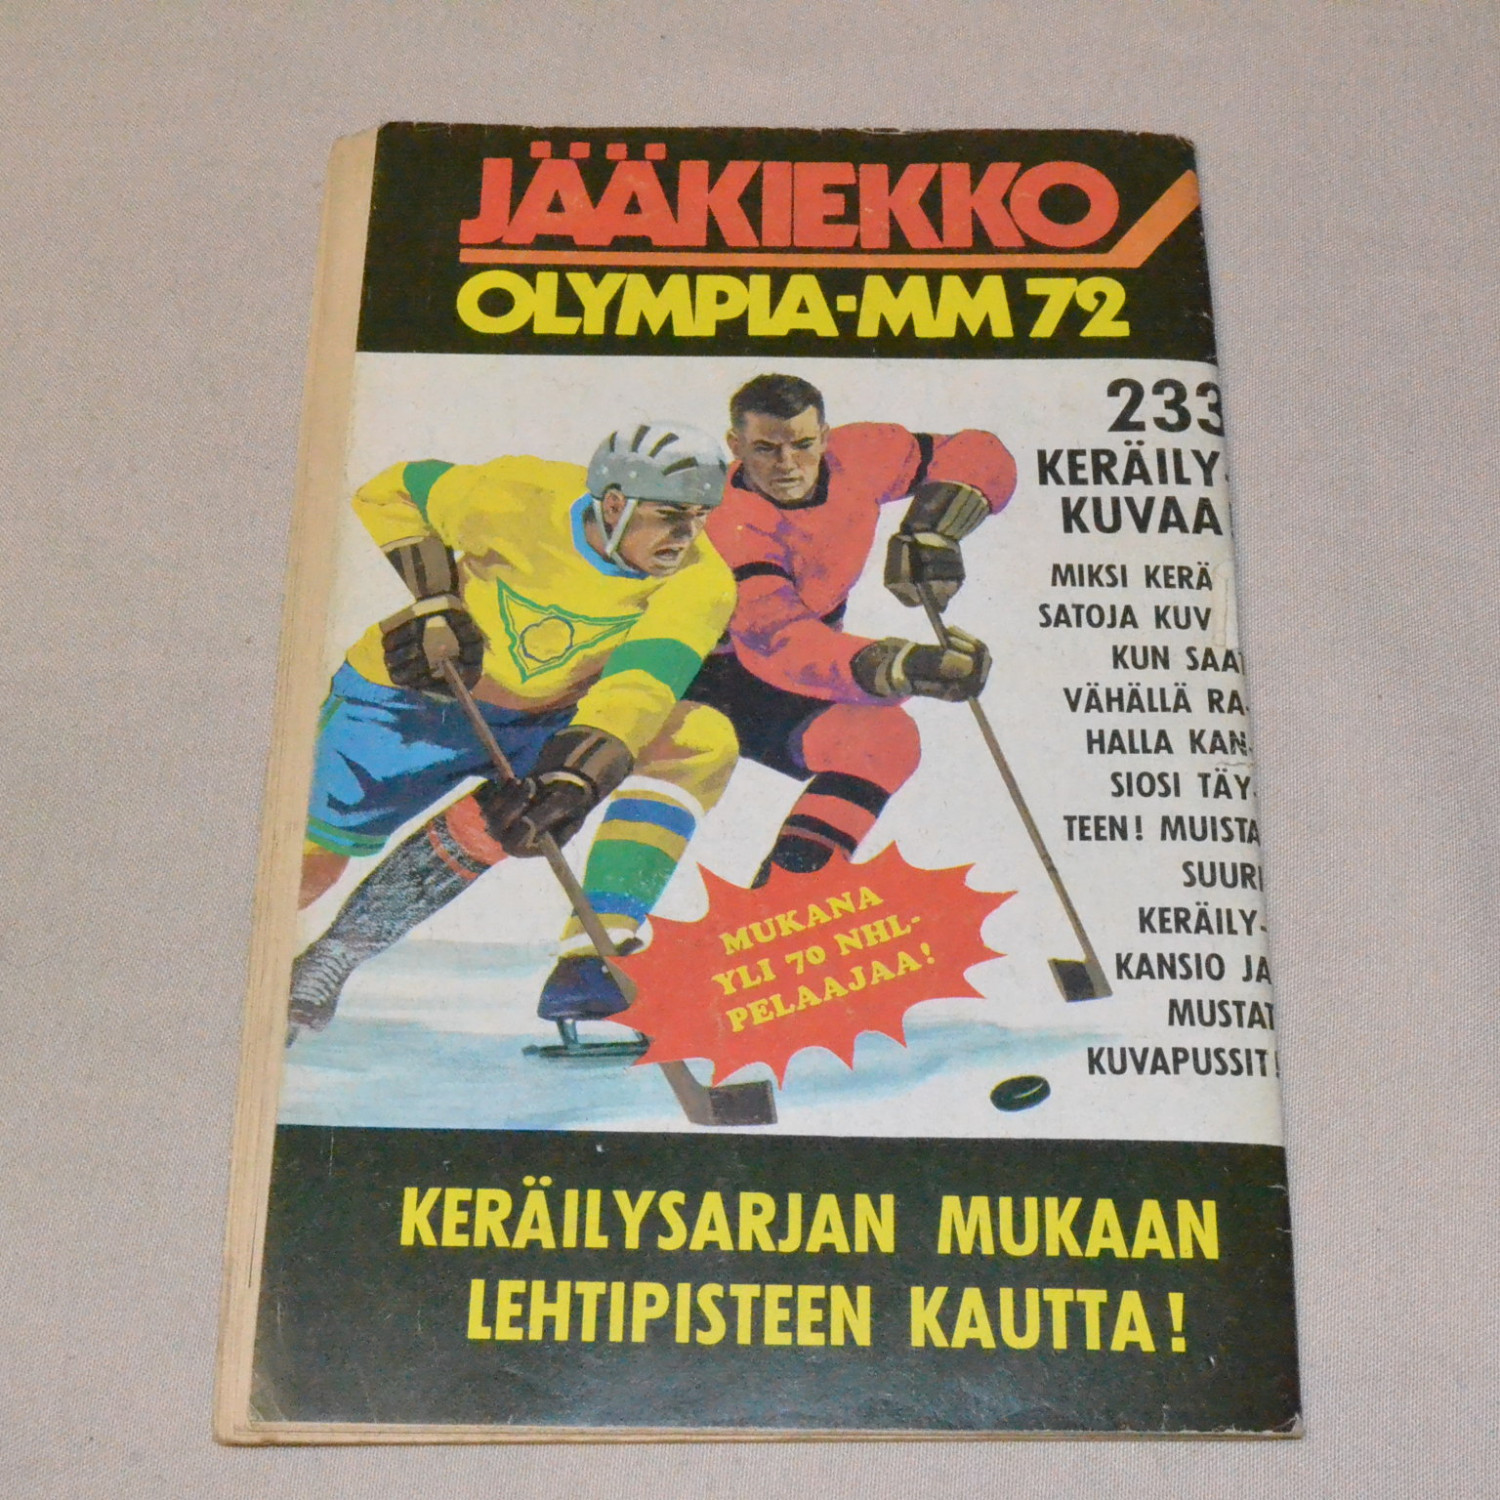 JÄÄKIEKKO
OLYMPIA-MM 72
233
KERÄILY-
KUVAA
MIKSI KERÄ
SATOJA KUV
KUN SAAT
VÄHÄLLÄ RA-
HALLA KAN-
SIOSI TÄY-
TEEN! MUISTA
SUURI
KERÄILY-
KANSIO JA
MUSTAT
KUVAPUSSIT!
MUKANA
YLI 70 NHL-
PELAAJAA!
KERÄILYSARJAN MUKAAN
LEHTIPISTEEN KAUTTA!